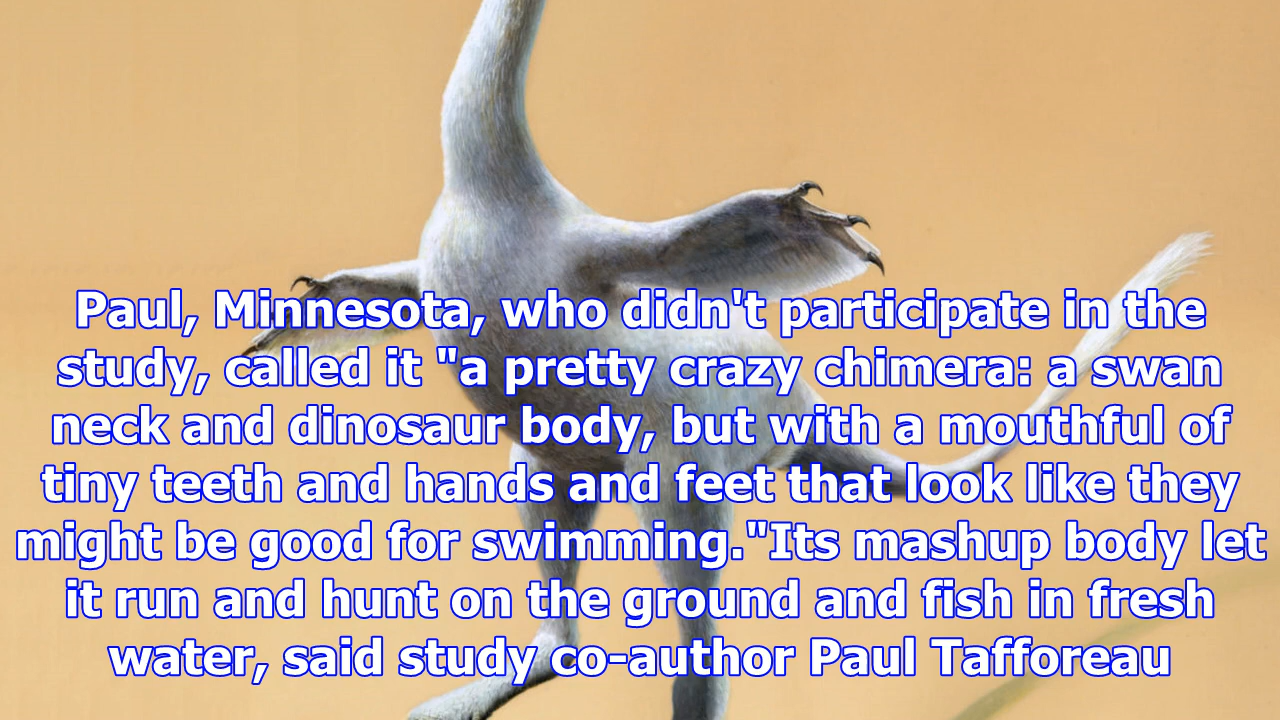 Paul, Minnesota, who didn't participate in the
study, called it "a pretty crazy chimera: a swan
neck and dinosaur body, but with a mouthful of
tiny teeth and hands and feet that look like they
might be good for swimming."Its mashup body let
it run and hunt on the ground and fish in fresh
water, said study co-author Paul Tafforeau